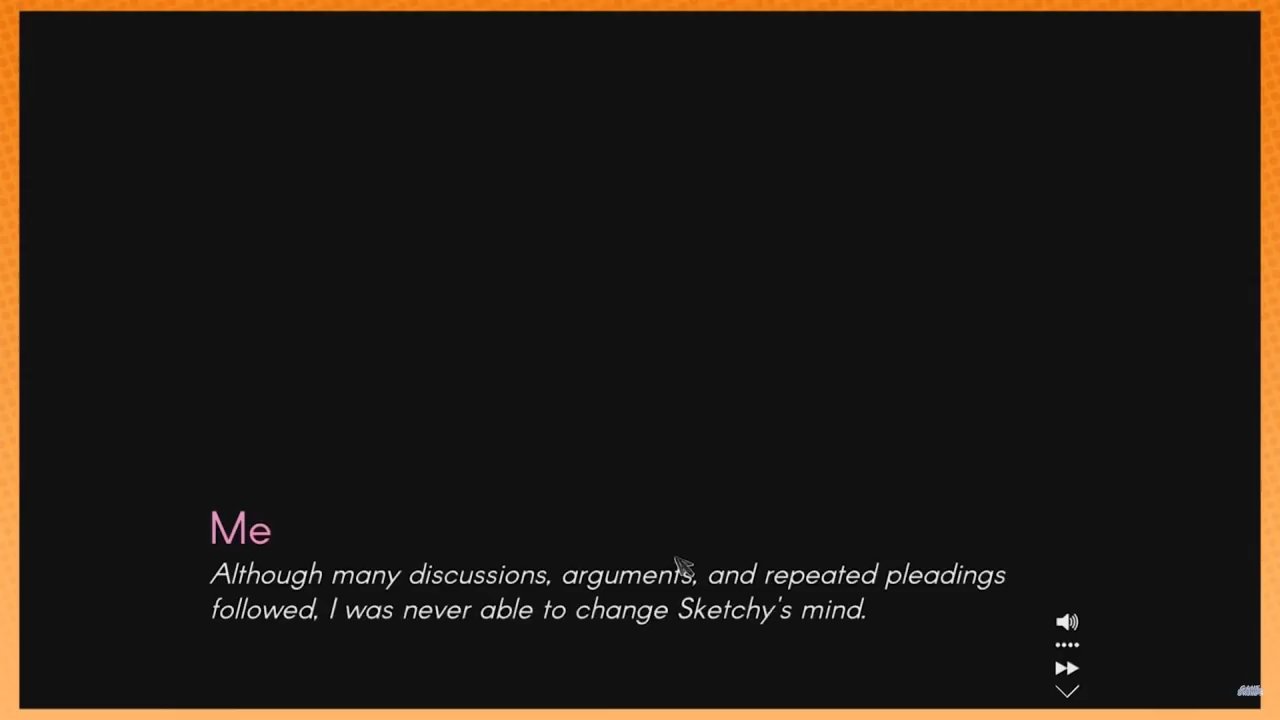 Me
Although many discussions, arguments, and repeated pleadings
followed, I was never able to change Sketchy's mind.